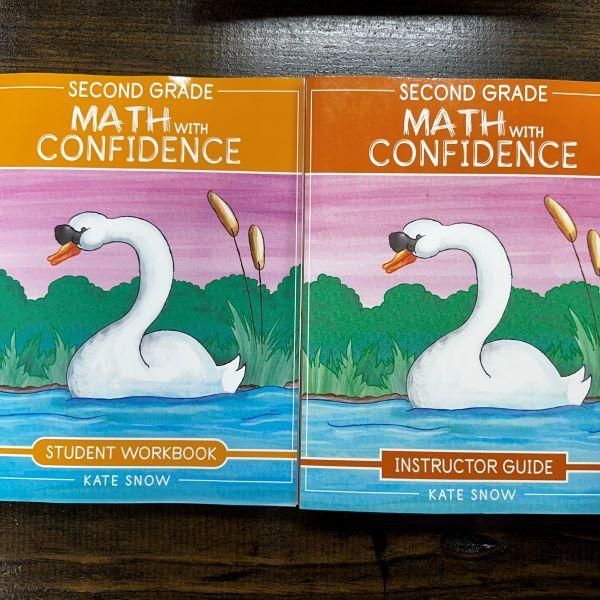 SECOND GRADE
MATH WITH
CONFIDENCE
STUDENT WORKBOOK
KATE SNOW
SECOND GRADE
MATH WITH
CONFIDENCE
INSTRUCTOR GUIDE
KATE SNOW